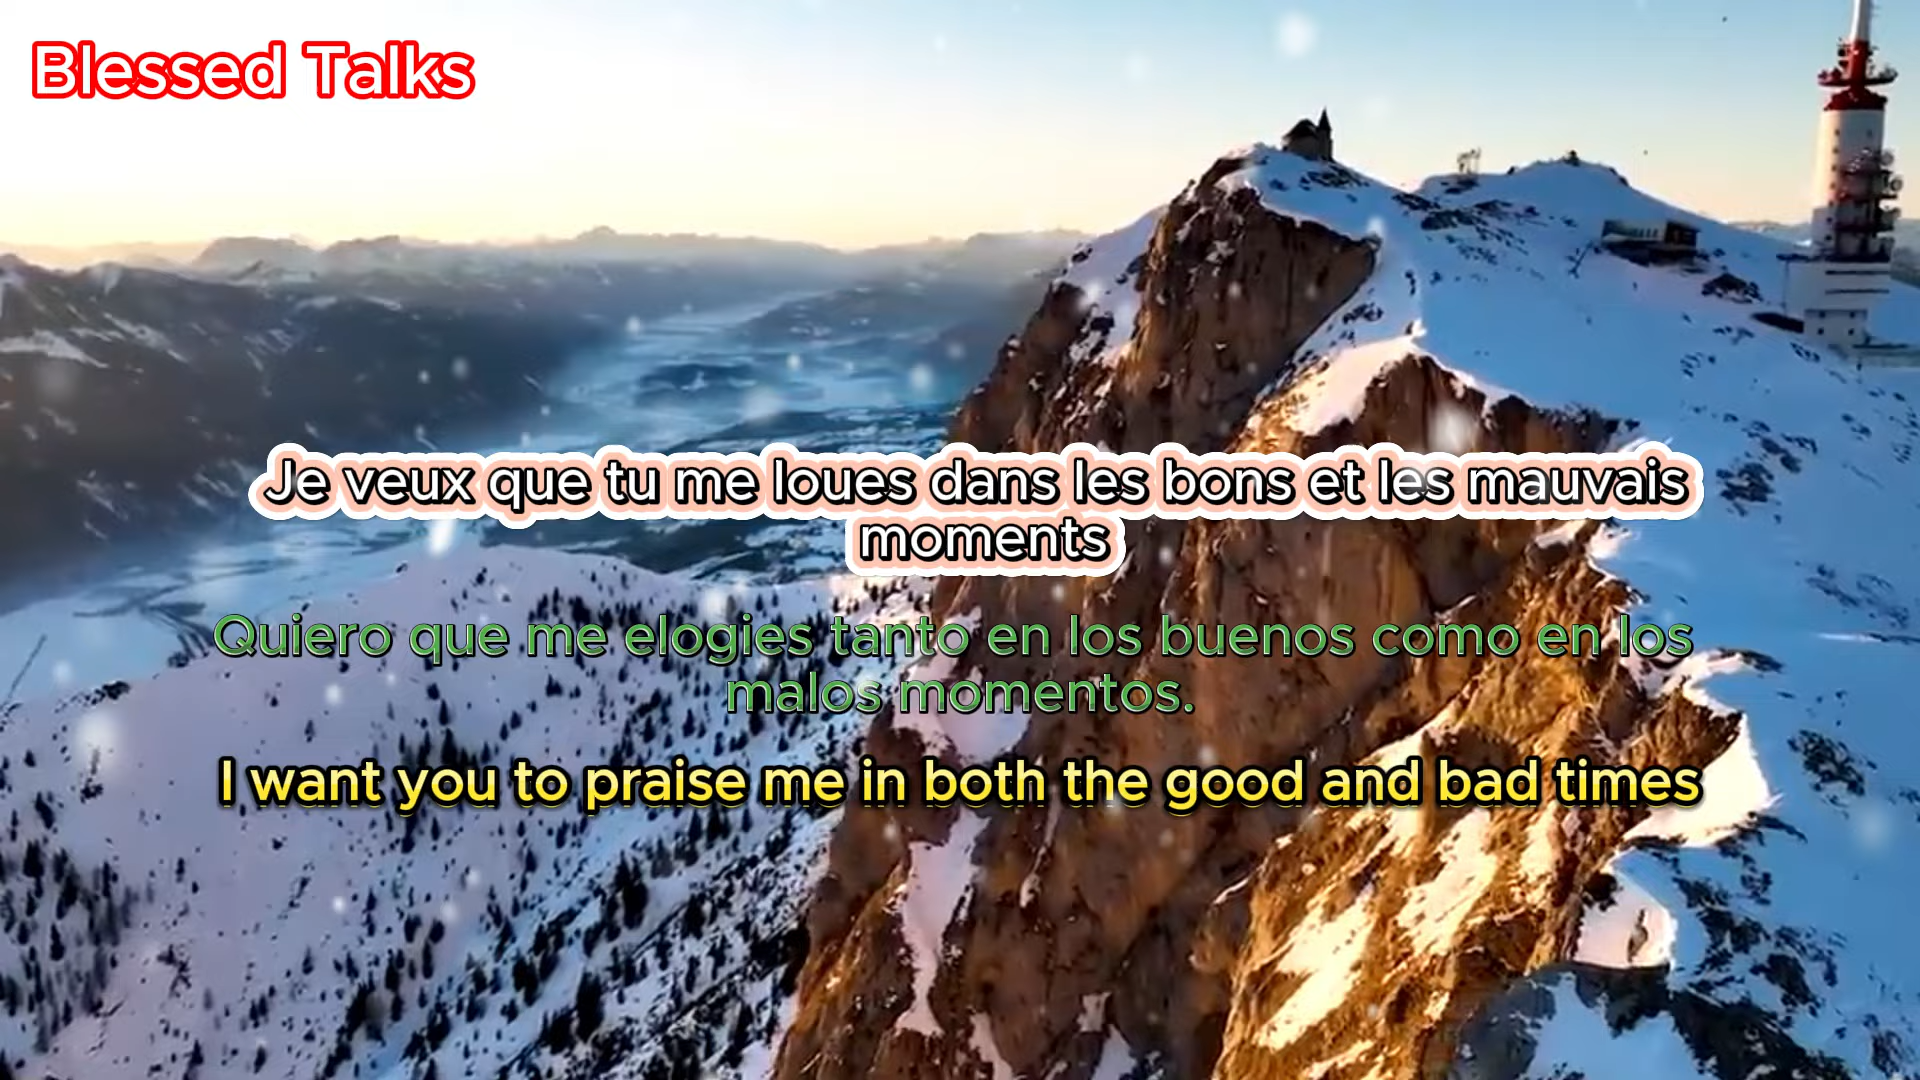 Blessed Talks
Je veux que tu me loues dans les bons et les mauvais
moments
Quiero que me elogies tanto en los buenos como en los
malos momentos.
I want you to praise me in both the good and bad times